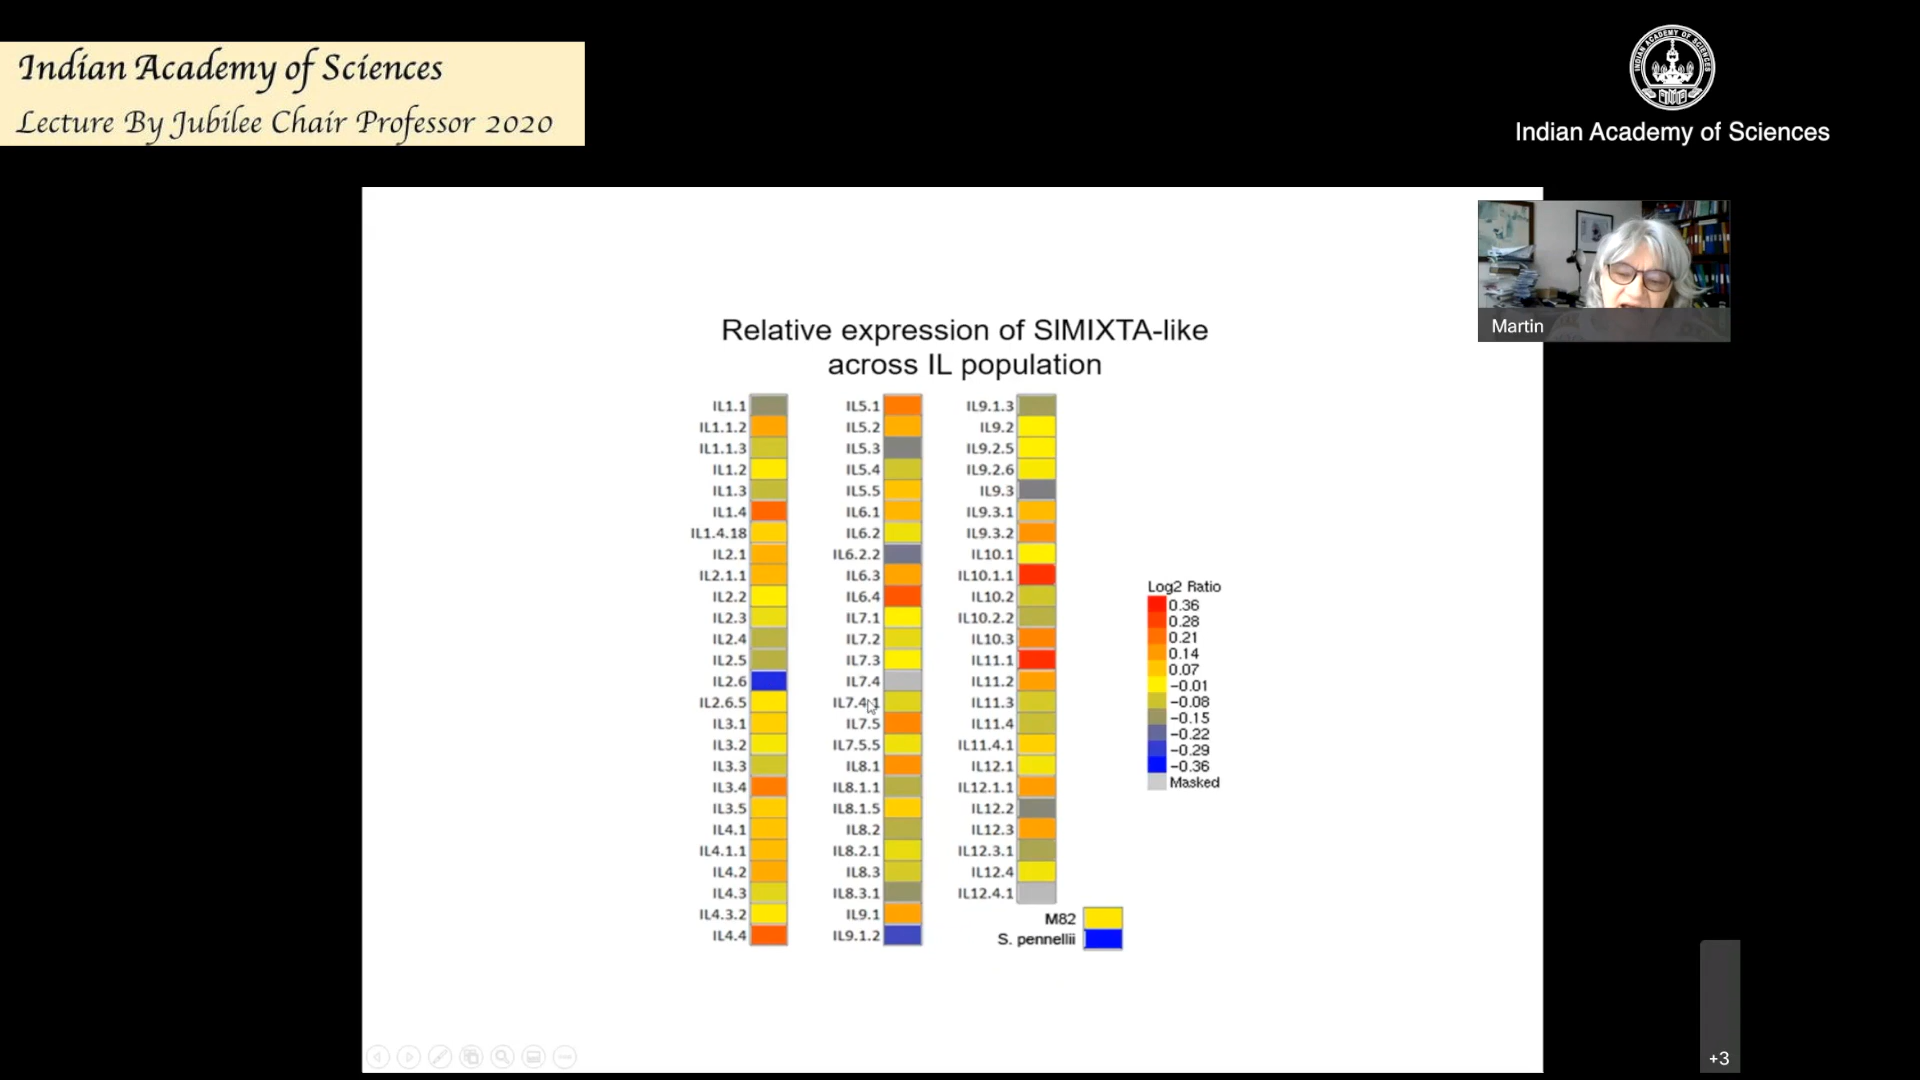 Indian Academy of Sciences
Lecture By Jubilee Chair Professor 2020
Indian Academy of Sciences
INDIAN ACADEMY OF SCIENCES
Martin
Relative expression of SlMIXTA-like
across IL population
IL1.1
IL1.1.2
IL1.1.3
IL1.2
IL1.3
IL1.4
IL1.4.18
IL2.1
IL2.1.1
IL2.2
IL2.3
IL2.4
IL2.5
IL2.6
IL2.6.5
IL3.1
IL3.2
IL3.3
IL3.4
IL3.5
IL4.1
IL4.1.1
IL4.2
IL4.3
IL4.3.2
IL4.4
IL5.1
IL5.2
IL5.3
IL5.4
IL5.5
IL6.1
IL6.2
IL6.2.2
IL6.3
IL6.4
IL7.1
IL7.2
IL7.3
IL7.4
IL7.4.1
IL7.5
IL7.5.5
IL8.1
IL8.1.1
IL8.1.5
IL8.2
IL8.2.1
IL8.3
IL8.3.1
IL9.1
IL9.1.2
IL9.1.3
IL9.2
IL9.2.5
IL9.2.6
IL9.3
IL9.3.1
IL9.3.2
IL10.1
IL10.1.1
IL10.2
IL10.2.2
IL10.3
IL11.1
IL11.2
IL11.3
IL11.4
IL11.4.1
IL12.1
IL12.1.1
IL12.2
IL12.3
IL12.3.1
IL12.4
IL12.4.1
M82
S. pennellii
Log2 Ratio
0.36
0.28
0.21
0.14
0.07
−0.01
−0.08
−0.15
−0.22
−0.29
−0.36
Masked
+3